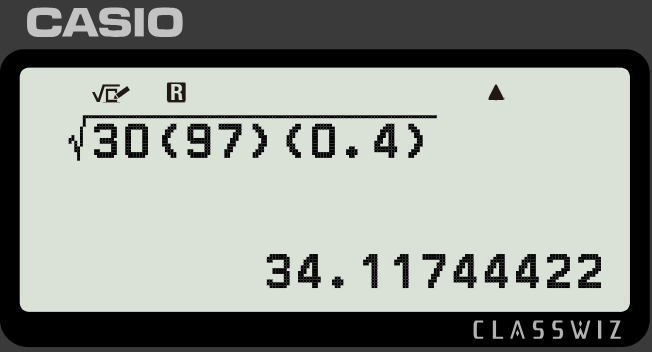 CASIO
√ R ▲
√30(97)(0.4)
34.11744422
CLASSWIZ